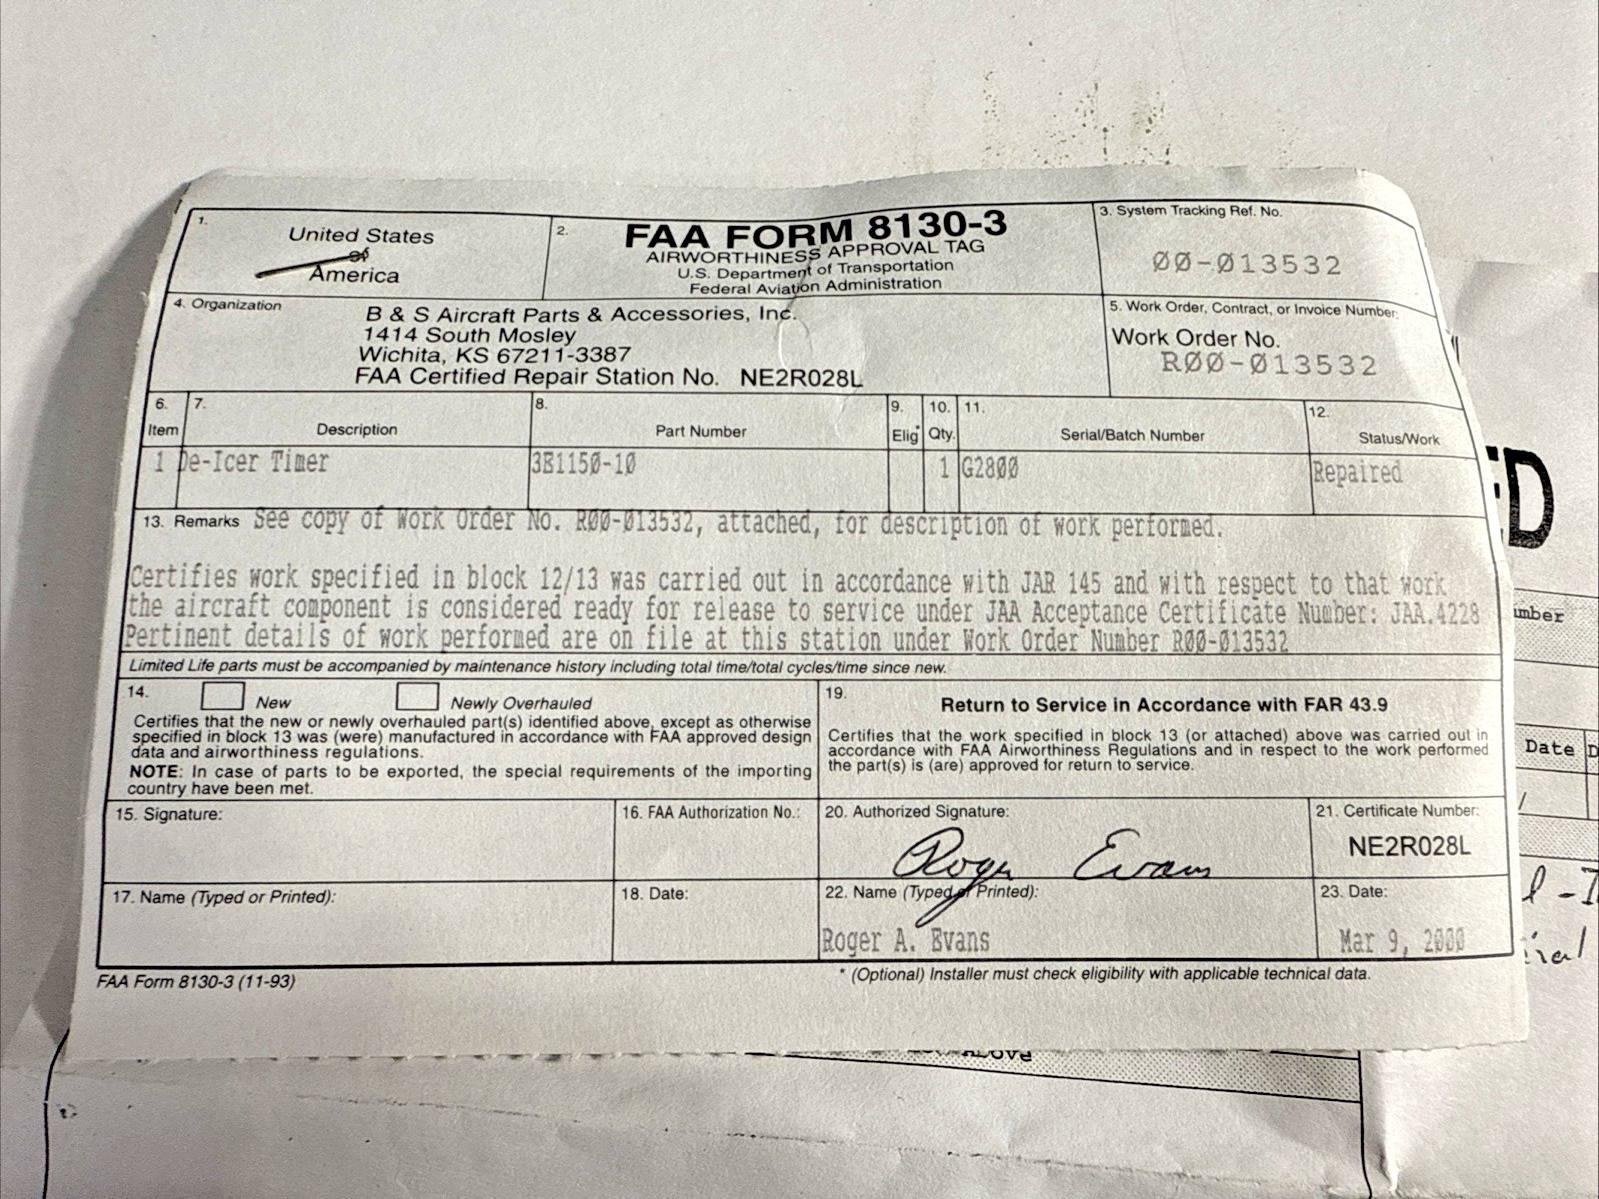 1.
United States
of
America
2.
FAA FORM 8130-3
AIRWORTHINESS APPROVAL TAG
U.S. Department of Transportation
Federal Aviation Administration
3. System Tracking Ref. No.
00-013532
4. Organization
B & S Aircraft Parts & Accessories, Inc.
1414 South Mosley
Wichita, KS 67211-3387
FAA Certified Repair Station No. NE2R028L
5. Work Order, Contract, or Invoice Number:
Work Order No.
R00-013532
6. Item
7. Description
8. Part Number
9. Elig*
10. Qty.
11. Serial/Batch Number
12. Status/Work
1 De-Icer Timer 3E1150-10 1 G2800 Repaired
13. Remarks See copy of Work Order No. R00-013532, attached, for description of work performed.
Certifies work specified in block 12/13 was carried out in accordance with JAR 145 and with respect to that work
the aircraft component is considered ready for release to service under JAA Acceptance Certificate Number: JAA.4228
Pertinent details of work performed are on file at this station under Work Order Number R00-013532
Limited Life parts must be accompanied by maintenance history including total time/total cycles/time since new.
14. New Newly Overhauled
Certifies that the new or newly overhauled part(s) identified above, except as otherwise
specified in block 13 was (were) manufactured in accordance with FAA approved design
data and airworthiness regulations.
NOTE: In case of parts to be exported, the special requirements of the importing
country have been met.
19.
Return to Service in Accordance with FAR 43.9
Certifies that the work specified in block 13 (or attached) above was carried out in
accordance with FAA Airworthiness Regulations and in respect to the work performed
the part(s) is (are) approved for return to service.
15. Signature:
16. FAA Authorization No.:
20. Authorized Signature:
Roger Evans
21. Certificate Number:
NE2R028L
17. Name (Typed or Printed):
18. Date:
22. Name (Typed or Printed):
Roger A. Evans
23. Date:
Mar 9, 2000
FAA Form 8130-3 (11-93)
* (Optional) Installer must check eligibility with applicable technical data.
ED
umber
Date